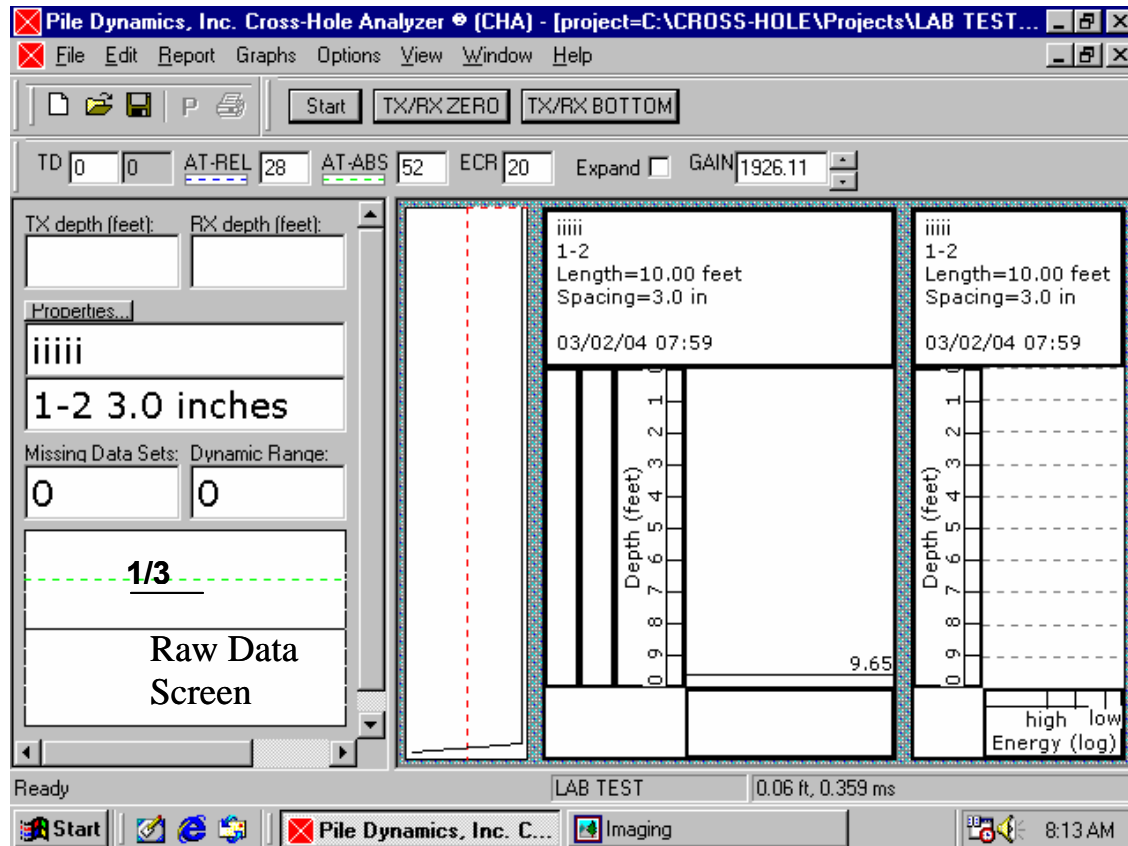 Pile Dynamics, Inc. Cross-Hole Analyzer ® (CHA) - [project=C:\CROSS-HOLE\Projects\LAB TEST...
File Edit Report Graphs Options View Window Help
P Start TX/RX ZERO TX/RX BOTTOM
TD 0 0 AT-REL 28 AT-ABS 52 ECR 20 Expand GAIN 1926.11
TX depth (feet): RX depth (feet):
Properties...
iiiii
1-2 3.0 inches
Missing Data Sets: Dynamic Range:
0 0
1/3
Raw Data
Screen
iiiii
1-2
Length=10.00 feet
Spacing=3.0 in
03/02/04 07:59
Depth (feet)
0 1 2 3 4 5 6 7 8 9 0
9.65
iiiii
1-2
Length=10.00 feet
Spacing=3.0 in
03/02/04 07:59
Depth (feet)
0 1 2 3 4 5 6 7 8 9 0
high low
Energy (log)
Ready LAB TEST 0.06 ft, 0.359 ms
Start Pile Dynamics, Inc. C... Imaging 8:13 AM